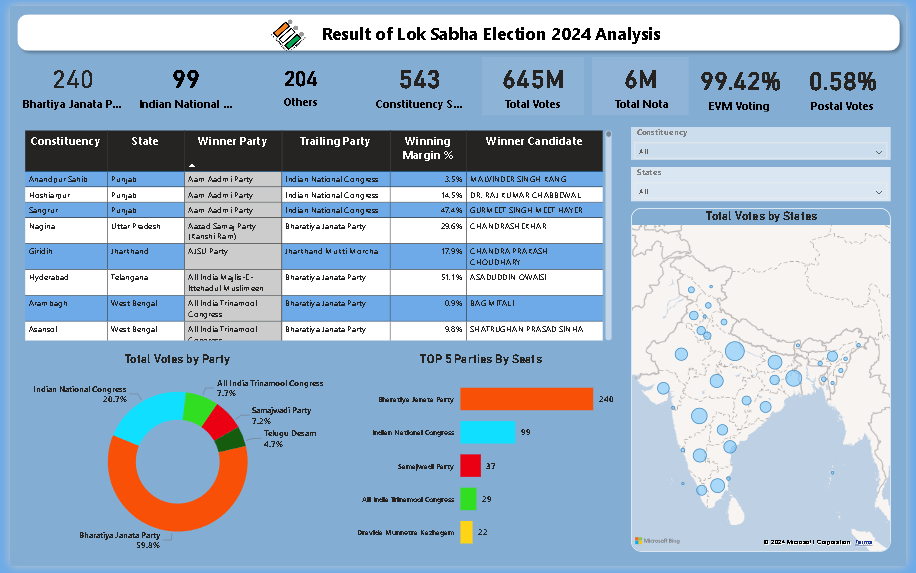 Result of Lok Sabha Election 2024 Analysis
240
Bhartiya Janata P...
99
Indian National ...
204
Others
543
Constituency S...
645M
Total Votes
6M
Total Nota
99.42%
EVM Voting
0.58%
Postal Votes
Constituency State Winner Party Trailing Party Winning Margin % Winner Candidate
Anandpur Sahib Punjab Aam Aadmi Party Indian National Congress 3.5% MALVINDER SINGH KANG
Hoshiarpur Punjab Aam Aadmi Party Indian National Congress 14.5% DR. RAJ KUMAR CHABBEWAL
Sangrur Punjab Aam Aadmi Party Indian National Congress 47.4% GURMEET SINGH MEET HAYER
Nagina Uttar Pradesh Aazad Samaj Party (Kanshi Ram) Bharatiya Janata Party 29.6% CHANDRASHEKHAR
Giridih Jharkhand AJSU Party Jharkhand Mukti Morcha 17.9% CHANDRA PRAKASH CHOUDHARY
Hyderabad Telangana All India Majlis-E-Ittehadul Muslimeen Bharatiya Janata Party 51.1% ASADUDDIN OWAISI
Arambagh West Bengal All India Trinamool Congress Bharatiya Janata Party 0.9% BAG MITALI
Asansol West Bengal All India Trinamool Congress Bharatiya Janata Party 9.8% SHATRUGHAN PRASAD SINHA
Constituency
All
States
All
Total Votes by States
Microsoft Bing
© 2024 Microsoft Corporation Terms
Total Votes by Party
Indian National Congress
20.7%
All India Trinamool Congress
7.7%
Samajwadi Party
7.2%
Telugu Desam
4.7%
Bharatiya Janata Party
59.8%
TOP 5 Parties By Seats
Bharatiya Janata Party 240
Indian National Congress 99
Samajwadi Party 37
All India Trinamool Congress 29
Dravida Munnetra Kazhagam 22